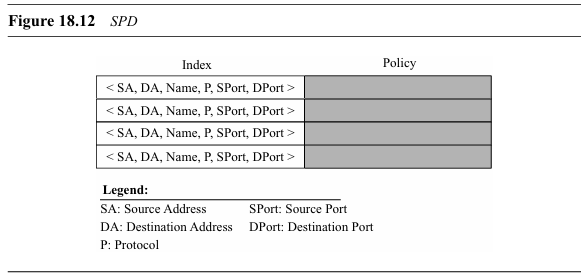 Figure 18.12 SPD
Index Policy
< SA, DA, Name, P, SPort, DPort >
< SA, DA, Name, P, SPort, DPort >
< SA, DA, Name, P, SPort, DPort >
< SA, DA, Name, P, SPort, DPort >
Legend:
SA: Source Address SPort: Source Port
DA: Destination Address DPort: Destination Port
P: Protocol